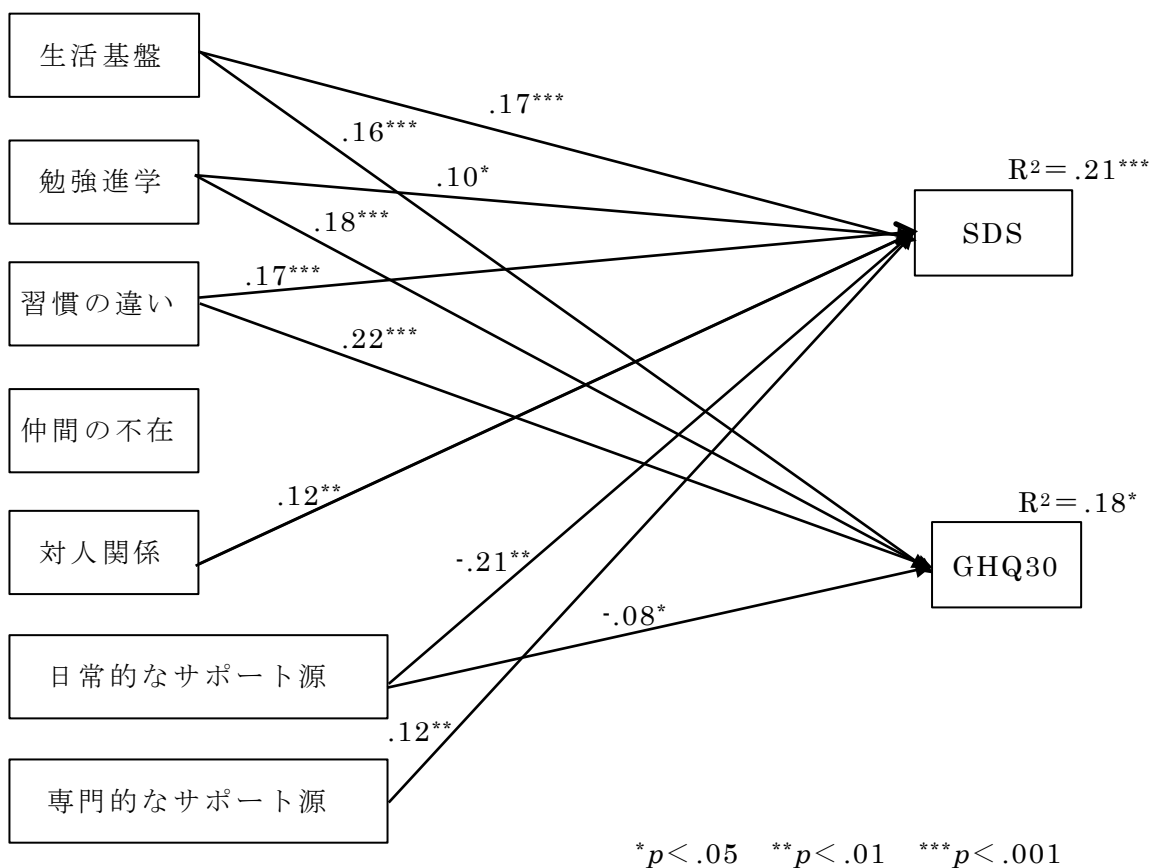 生活基盤
.17***
.16***
勉強進学
.10*
R²=.21***
.18***
SDS
習慣の違い
.17***
.22***
仲間の不在
対人関係
.12**
R²=.18*
-.21**
GHQ30
-.08*
日常的なサポート源
.12**
専門的なサポート源
*p<.05 **p<.01 ***p<.001